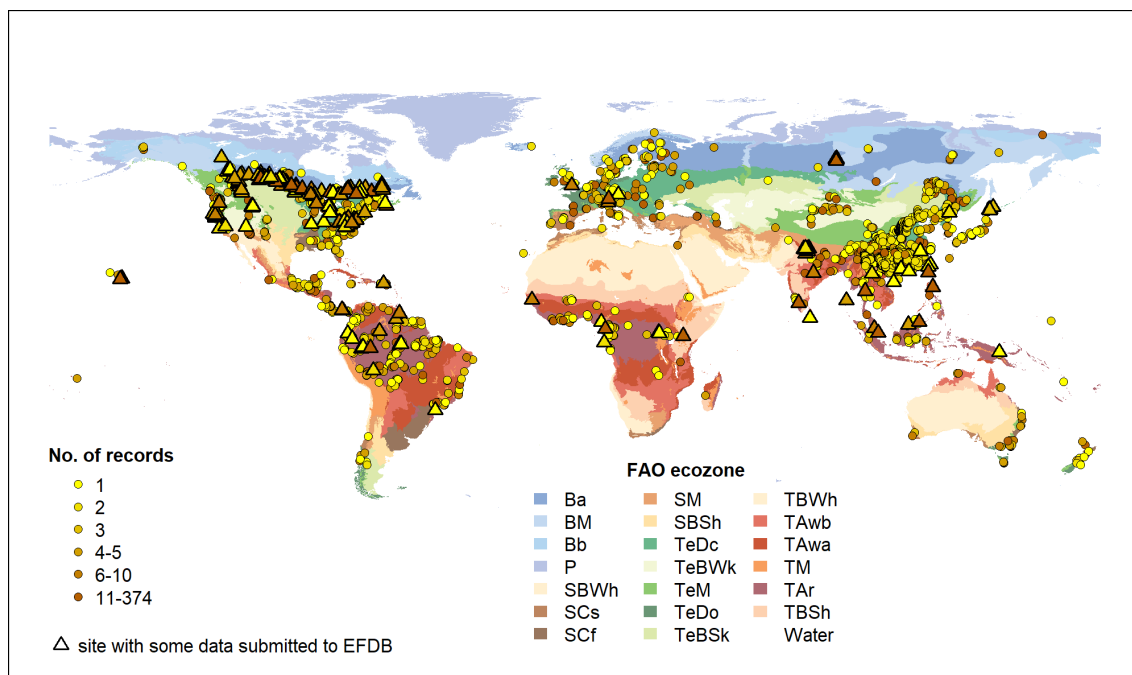 No. of records
1
2
3
4-5
6-10
11-374
site with some data submitted to EFDB
FAO ecozone
Ba
BM
Bb
P
SBWh
SCs
SCf
SM
SBSh
TeDc
TeBWk
TeM
TeDo
TeBSk
TBWh
TAwb
TAwa
TM
TAr
TBSh
Water